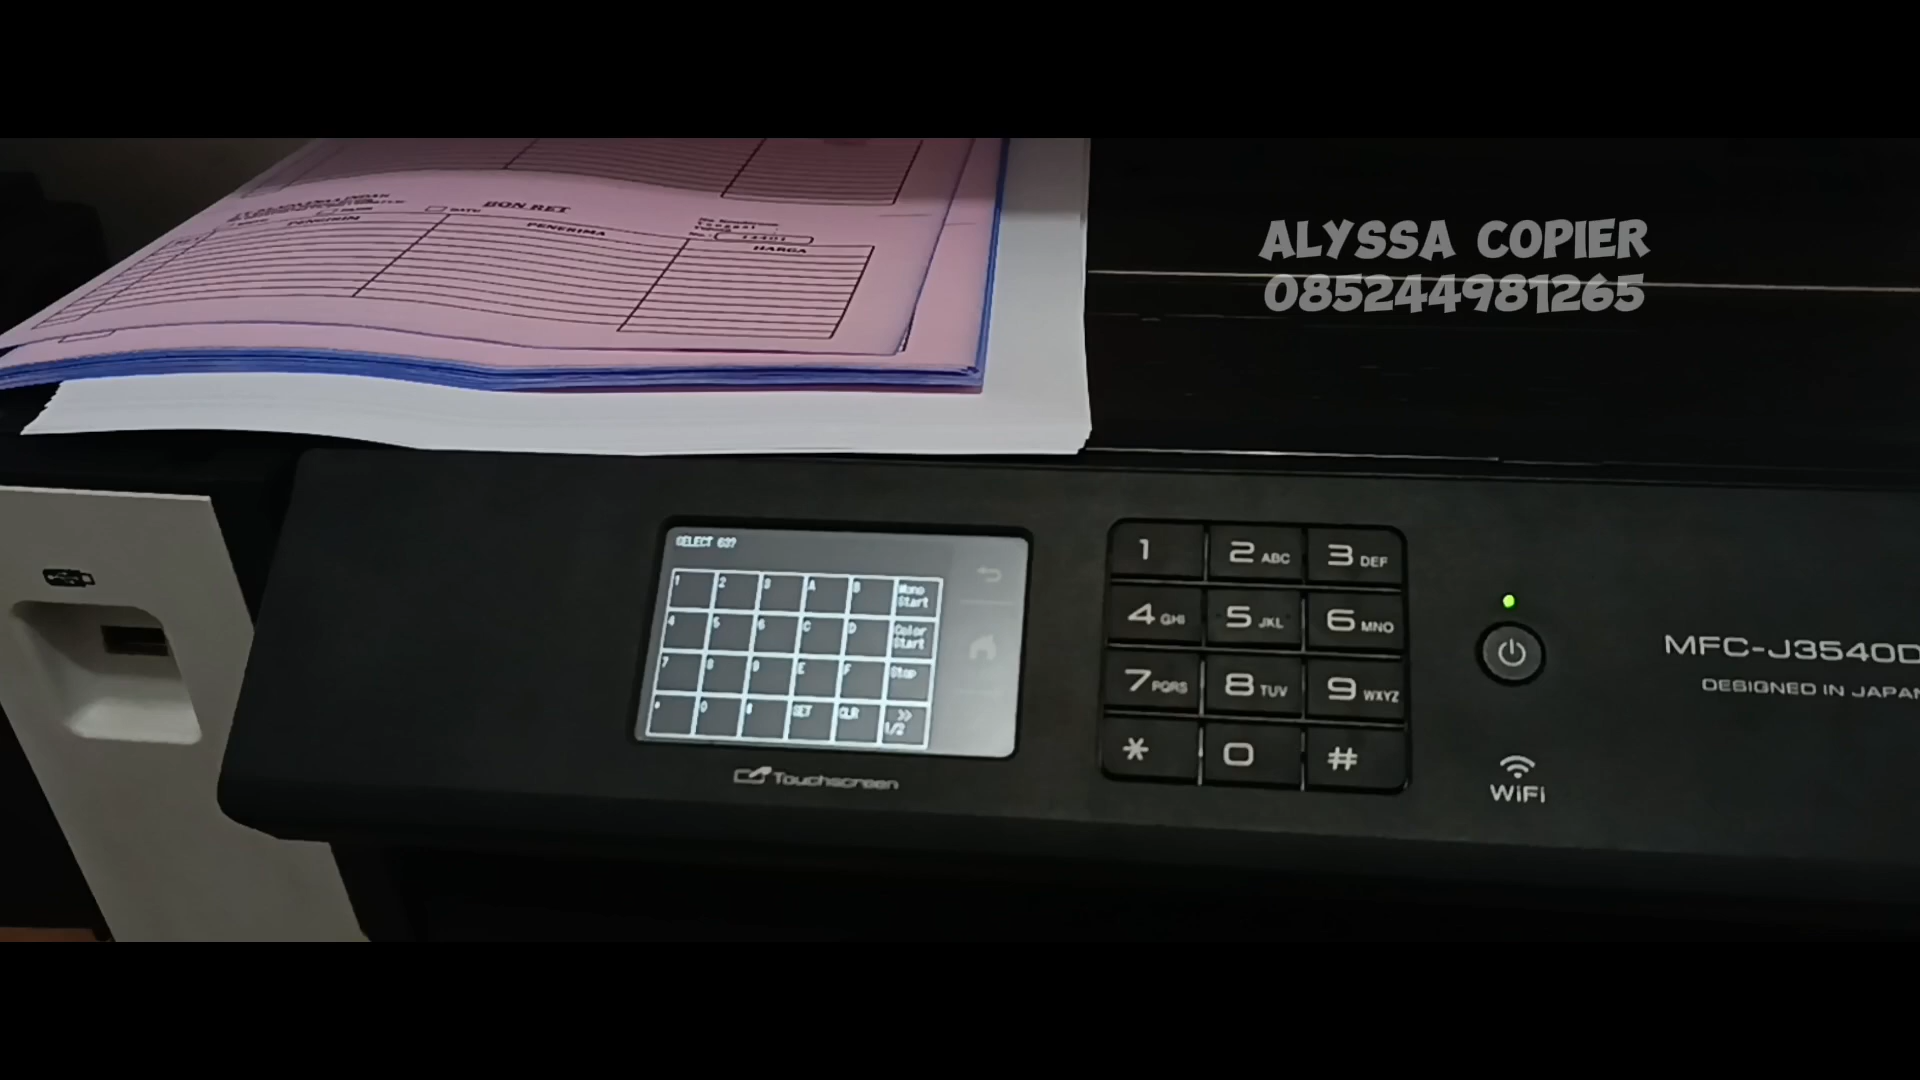 ALYSSA COPIER
085244981265
BON RET
PENGIRIM
PENERIMA
HARGA
SELECT 63?
1 2 3 A B Mono Start
4 5 6 C D Color Start
7 8 9 E F Stop
* 0 # SET CLR >> 1/2
Touchscreen
1 2 ABC 3 DEF
4 GHI 5 JKL 6 MNO
7 PQRS 8 TUV 9 WXYZ
* 0 #
WiFi
MFC-J3540D
DESIGNED IN JAPAN